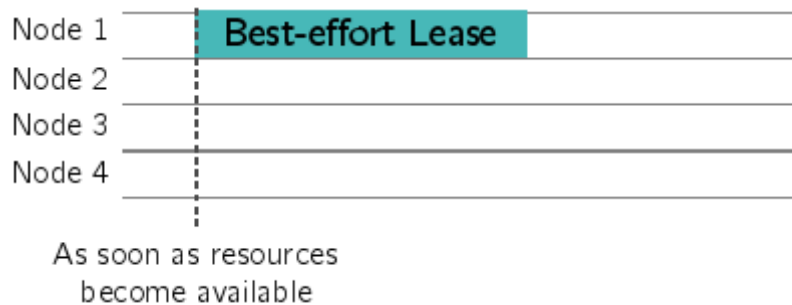 Node 1
Best-effort Lease
Node 2
Node 3
Node 4
As soon as resources
become available